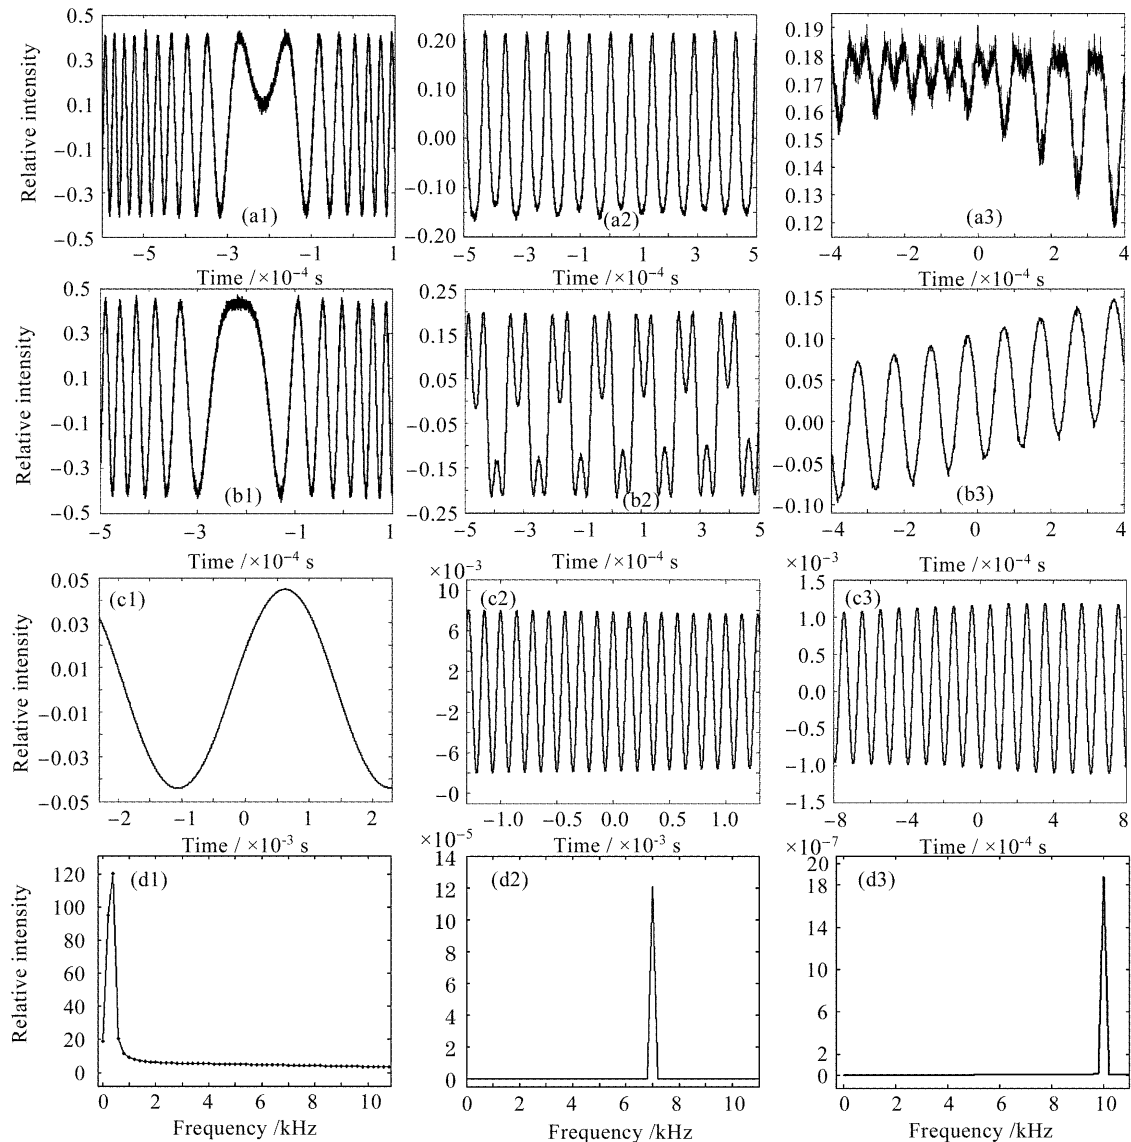 0.5
0.3
0.1
−0.1
−0.3
−0.5
Relative intensity
(a1)
−5 −3 −1 1
Time /×10⁻⁴ s
0.20
0.10
0.00
−0.10
−0.20
(a2)
−5 −3 −1 1 3 5
Time /×10⁻⁴ s
0.19
0.18
0.17
0.16
0.15
0.14
0.13
0.12
(a3)
−4 −2 0 2 4
Time /×10⁻⁴ s
0.5
0.3
0.1
−0.1
−0.3
−0.5
Relative intensity
(b1)
−5 −3 −1 1
Time /×10⁻⁴ s
0.25
0.15
0.05
0.05
−0.15
−0.25
(b2)
−5 −3 −1 1 3 5
Time /×10⁻⁴ s
0.15
0.10
0.05
0.00
−0.05
−0.10
(b3)
−4 −2 0 2 4
Time /×10⁻⁴ s
0.05
0.03
0.01
−0.01
−0.03
−0.05
Relative intensity
(c1)
−2 −1 0 1 2
Time / ×10⁻³ s
×10⁻³
10
6
2
−2
−6
−0
(c2)
−1.0 −0.5 0.0 0.5 1.0
Time / ×10⁻³ s
×10⁻³
1.5
1.0
0.5
0.0
−0.5
−1.0
−1.5
(c3)
−8 −6 −4 −2 0 2 4 6 8
Time / ×10⁻⁴ s
120
100
80
60
40
20
0
Relative intensity
(d1)
0 2 4 6 8 10
Frequency /kHz
×10⁻⁵
14
12
10
8
6
4
2
0
(d2)
0 2 4 6 8 10
Frequency /kHz
×10⁻⁷
20
18
14
10
6
2
−2
(d3)
0 2 4 6 8 10
Frequency /kHz